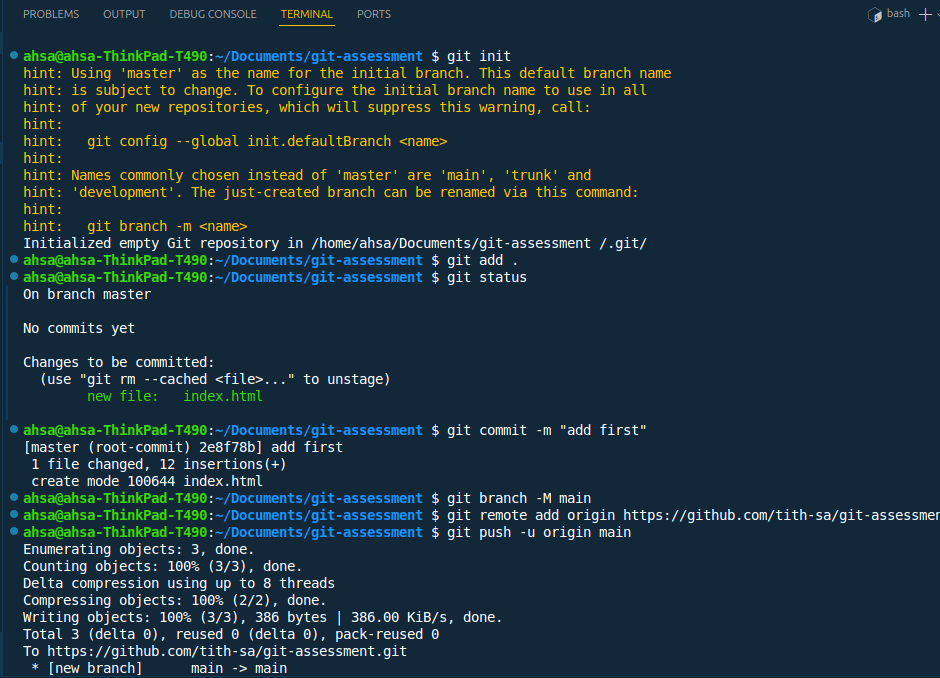 PROBLEMS OUTPUT DEBUG CONSOLE TERMINAL PORTS bash
ahsa@ahsa-ThinkPad-T490:~/Documents/git-assessment $ git init
hint: Using 'master' as the name for the initial branch. This default branch name
hint: is subject to change. To configure the initial branch name to use in all
hint: of your new repositories, which will suppress this warning, call:
hint:
hint:   git config --global init.defaultBranch <name>
hint:
hint: Names commonly chosen instead of 'master' are 'main', 'trunk' and
hint: 'development'. The just-created branch can be renamed via this command:
hint:
hint:   git branch -m <name>
Initialized empty Git repository in /home/ahsa/Documents/git-assessment /.git/
ahsa@ahsa-ThinkPad-T490:~/Documents/git-assessment $ git add .
ahsa@ahsa-ThinkPad-T490:~/Documents/git-assessment $ git status
On branch master
No commits yet
Changes to be committed:
  (use "git rm --cached <file>..." to unstage)
        new file:   index.html
ahsa@ahsa-ThinkPad-T490:~/Documents/git-assessment $ git commit -m "add first"
[master (root-commit) 2e8f78b] add first
 1 file changed, 12 insertions(+)
 create mode 100644 index.html
ahsa@ahsa-ThinkPad-T490:~/Documents/git-assessment $ git branch -M main
ahsa@ahsa-ThinkPad-T490:~/Documents/git-assessment $ git remote add origin https://github.com/tith-sa/git-assessmen
ahsa@ahsa-ThinkPad-T490:~/Documents/git-assessment $ git push -u origin main
Enumerating objects: 3, done.
Counting objects: 100% (3/3), done.
Delta compression using up to 8 threads
Compressing objects: 100% (2/2), done.
Writing objects: 100% (3/3), 386 bytes | 386.00 KiB/s, done.
Total 3 (delta 0), reused 0 (delta 0), pack-reused 0
To https://github.com/tith-sa/git-assessment.git
 * [new branch]      main -> main